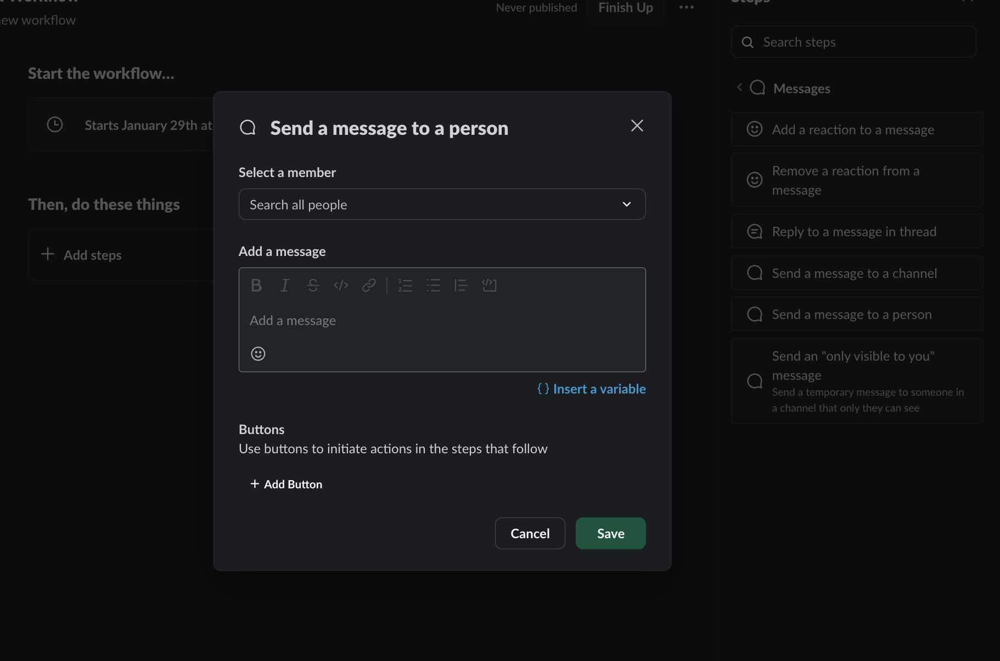 Workflow
new workflow
Never published
Finish Up
Steps
Search steps
Start the workflow...
Messages
Starts January 29th at
Add a reaction to a message
Remove a reaction from a
message
Then, do these things
Add steps
Reply to a message in thread
Send a message to a channel
Send a message to a person
Send an "only visible to you"
message
Send a temporary message to someone in
a channel that only they can see
Send a message to a person
Select a member
Search all people
Add a message
Add a message
{} Insert a variable
Buttons
Use buttons to initiate actions in the steps that follow
+ Add Button
Cancel
Save